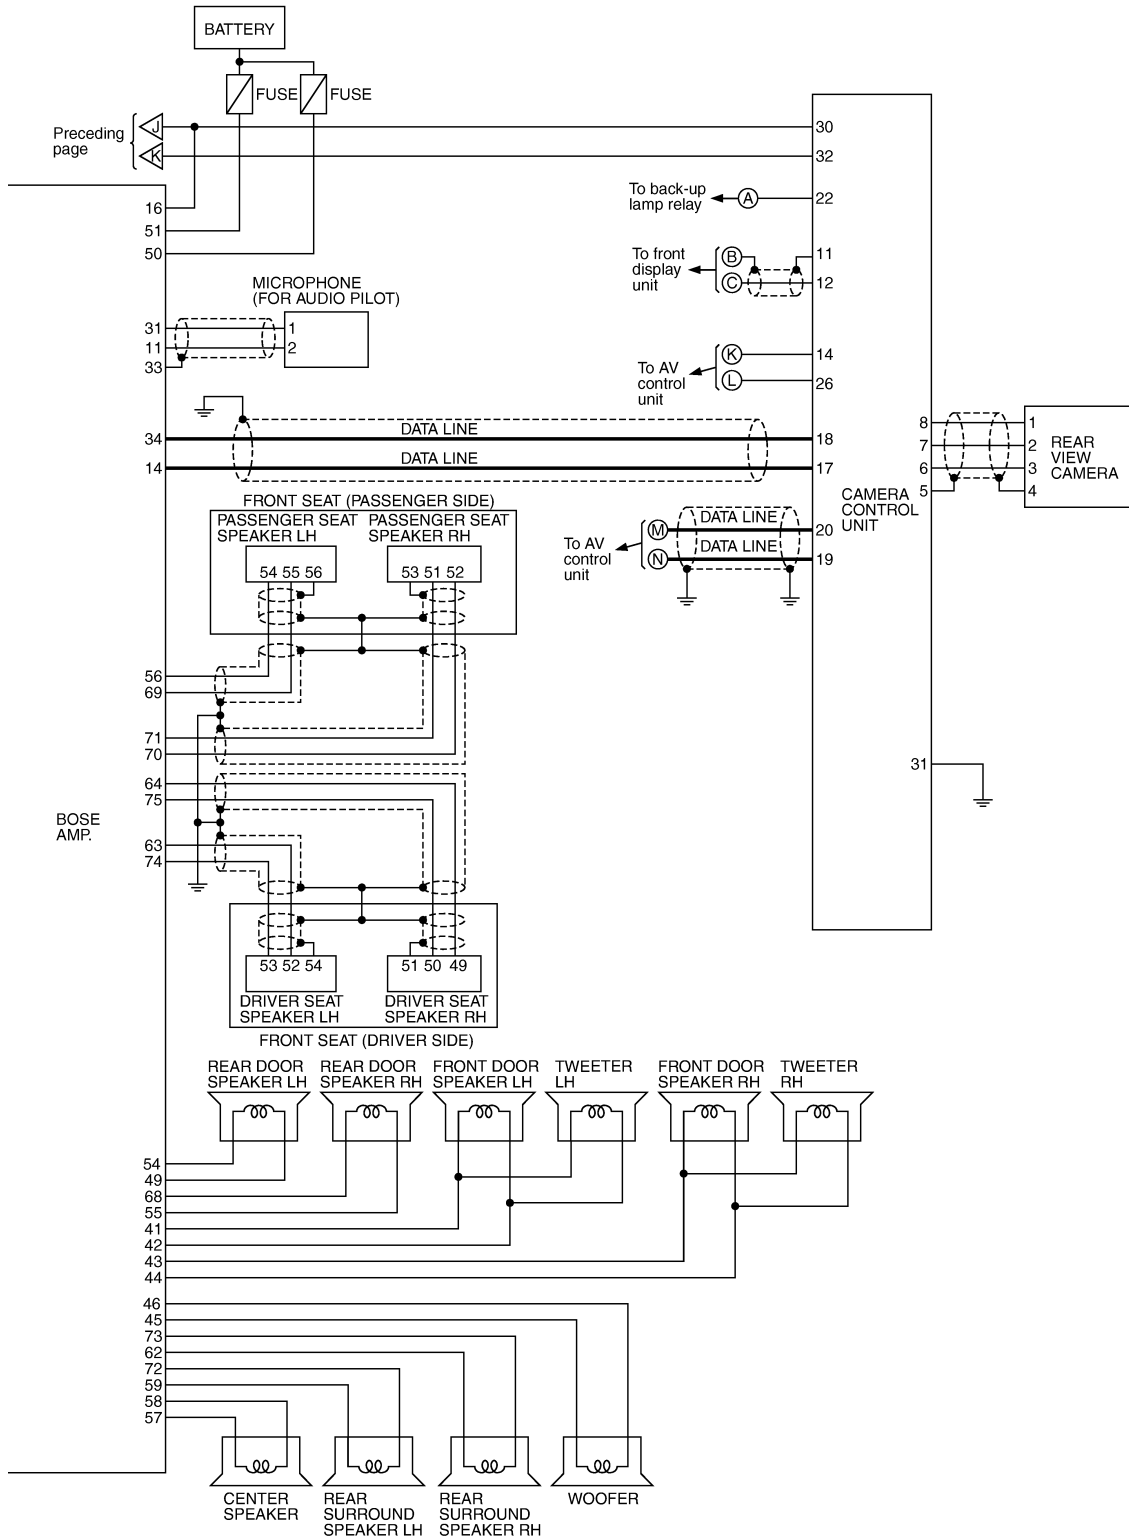 BATTERY
FUSE
FUSE
Preceding
page
J
K
30
32
To back-up
lamp relay
A
22
16
51
50
To front
display
unit
B
C
11
12
MICROPHONE
(FOR AUDIO PILOT)
31
11
33
1
2
To AV
control
unit
K
L
14
26
34
14
DATA LINE
DATA LINE
18
17
8
7
6
5
1
2
3
4
REAR
VIEW
CAMERA
CAMERA
CONTROL
UNIT
FRONT SEAT (PASSENGER SIDE)
PASSENGER SEAT
SPEAKER LH
PASSENGER SEAT
SPEAKER RH
54 55 56
53 51 52
To AV
control
unit
M
N
DATA LINE
DATA LINE
20
19
56
69
71
70
64
75
63
74
31
BOSE
AMP.
53 52 54
51 50 49
DRIVER SEAT
SPEAKER LH
DRIVER SEAT
SPEAKER RH
FRONT SEAT (DRIVER SIDE)
REAR DOOR
SPEAKER LH
REAR DOOR
SPEAKER RH
FRONT DOOR
SPEAKER LH
TWEETER
LH
FRONT DOOR
SPEAKER RH
TWEETER
RH
54
49
68
55
41
42
43
44
46
45
73
62
72
59
58
57
CENTER
SPEAKER
REAR
SURROUND
SPEAKER LH
REAR
SURROUND
SPEAKER RH
WOOFER